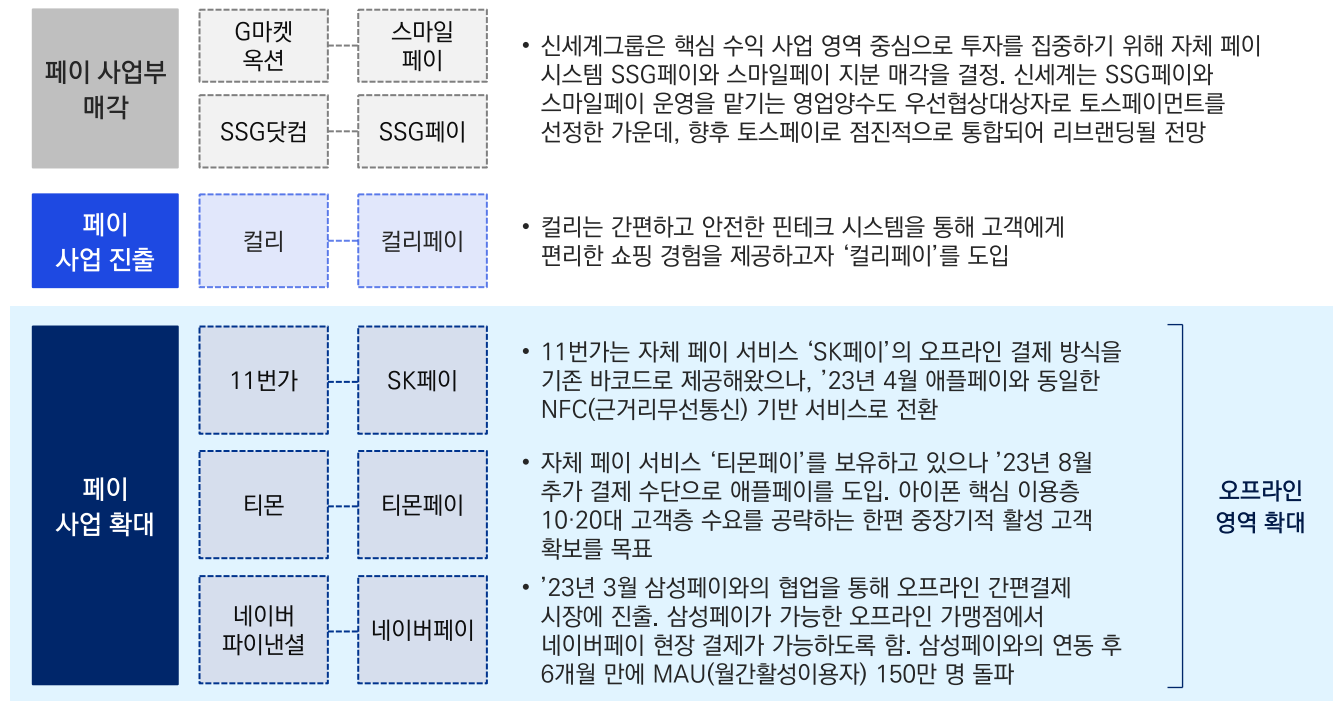 페이 사업부
매각
G마켓
옥션
스마일
페이
SSG닷컴
SSG페이
• 신세계그룹은 핵심 수익 사업 영역 중심으로 투자를 집중하기 위해 자체 페이
시스템 SSG페이와 스마일페이 지분 매각을 결정. 신세계는 SSG페이와
스마일페이 운영을 맡기는 영업양수도 우선협상대상자로 토스페이먼트를
선정한 가운데, 향후 토스페이로 점진적으로 통합되어 리브랜딩될 전망
페이
사업 진출
컬리
컬리페이
• 컬리는 간편하고 안전한 핀테크 시스템을 통해 고객에게
편리한 쇼핑 경험을 제공하고자 ‘컬리페이’를 도입
페이
사업 확대
11번가
SK페이
• 11번가는 자체 페이 서비스 ‘SK페이’의 오프라인 결제 방식을
기존 바코드로 제공해왔으나, ’23년 4월 애플페이와 동일한
NFC(근거리무선통신) 기반 서비스로 전환
티몬
티몬페이
• 자체 페이 서비스 ‘티몬페이’를 보유하고 있으나 ’23년 8월
추가 결제 수단으로 애플페이를 도입. 아이폰 핵심 이용층
10·20대 고객층 수요를 공략하는 한편 중장기적 활성 고객
확보를 목표
네이버
파이낸셜
네이버페이
• ’23년 3월 삼성페이와의 협업을 통해 오프라인 간편결제
시장에 진출. 삼성페이가 가능한 오프라인 가맹점에서
네이버페이 현장 결제가 가능하도록 함. 삼성페이와의 연동 후
6개월 만에 MAU(월간활성이용자) 150만 명 돌파
오프라인
영역 확대